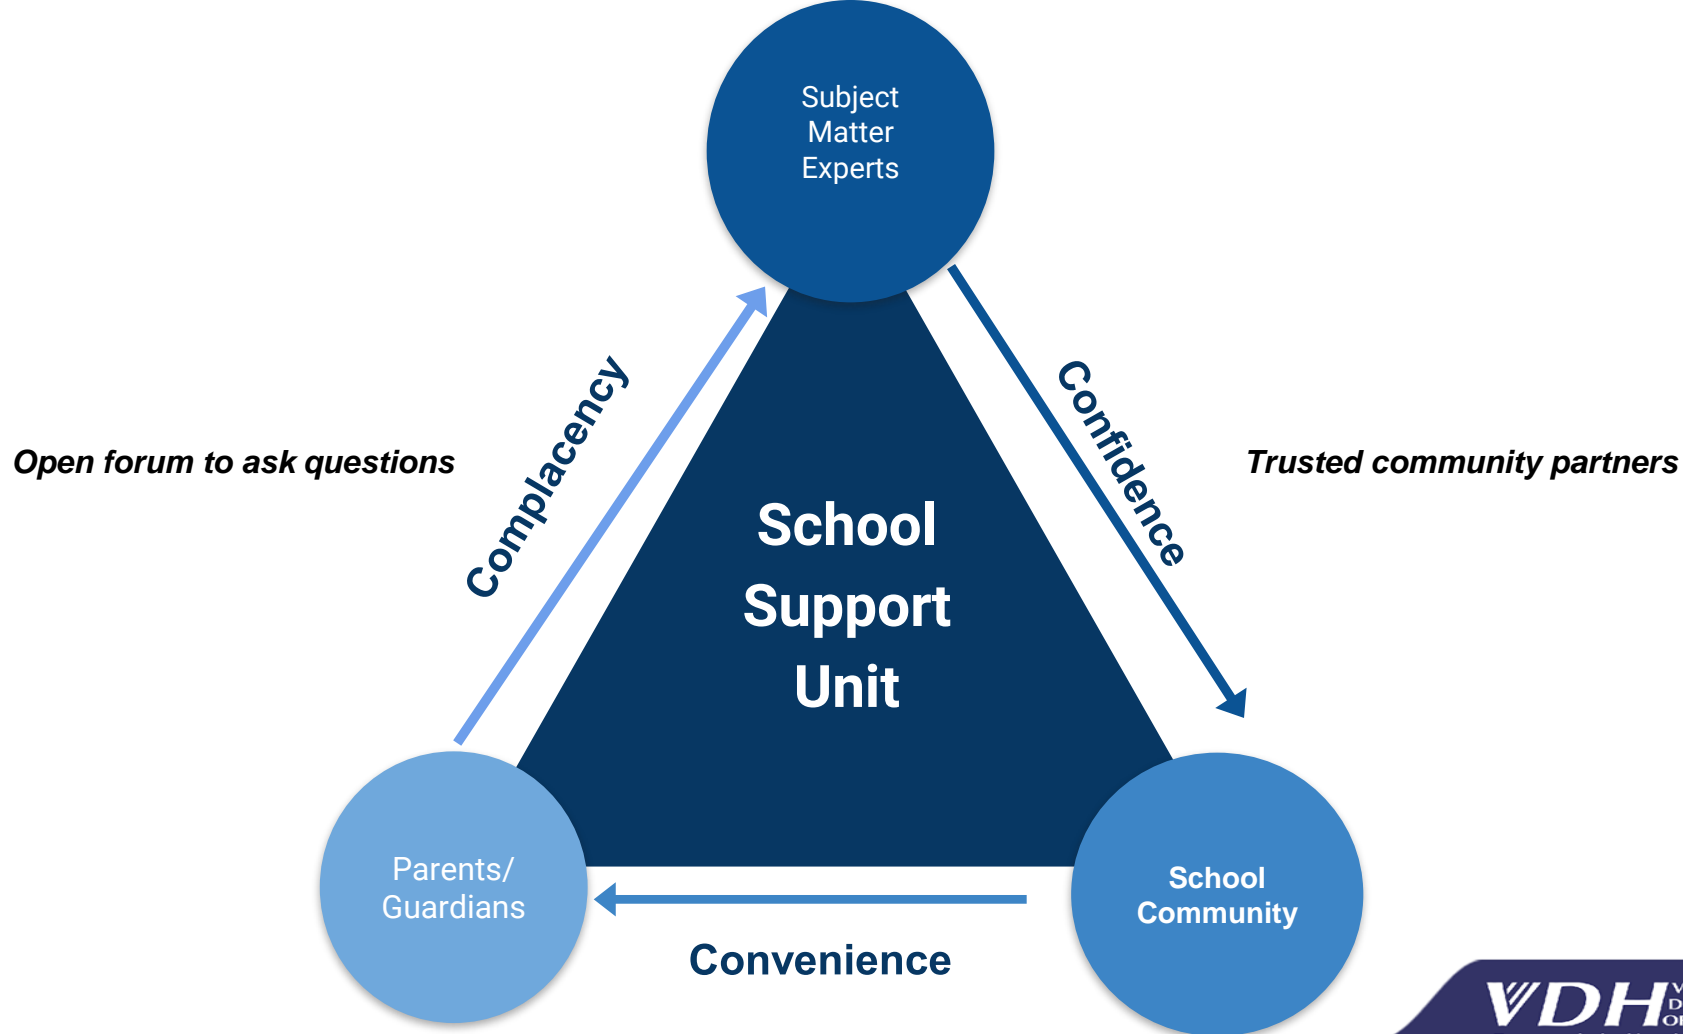 Subject
Matter
Experts
Complacency
Confidence
Open forum to ask questions
Trusted community partners
School
Support
Unit
Parents/
Guardians
School
Community
Convenience
VDH